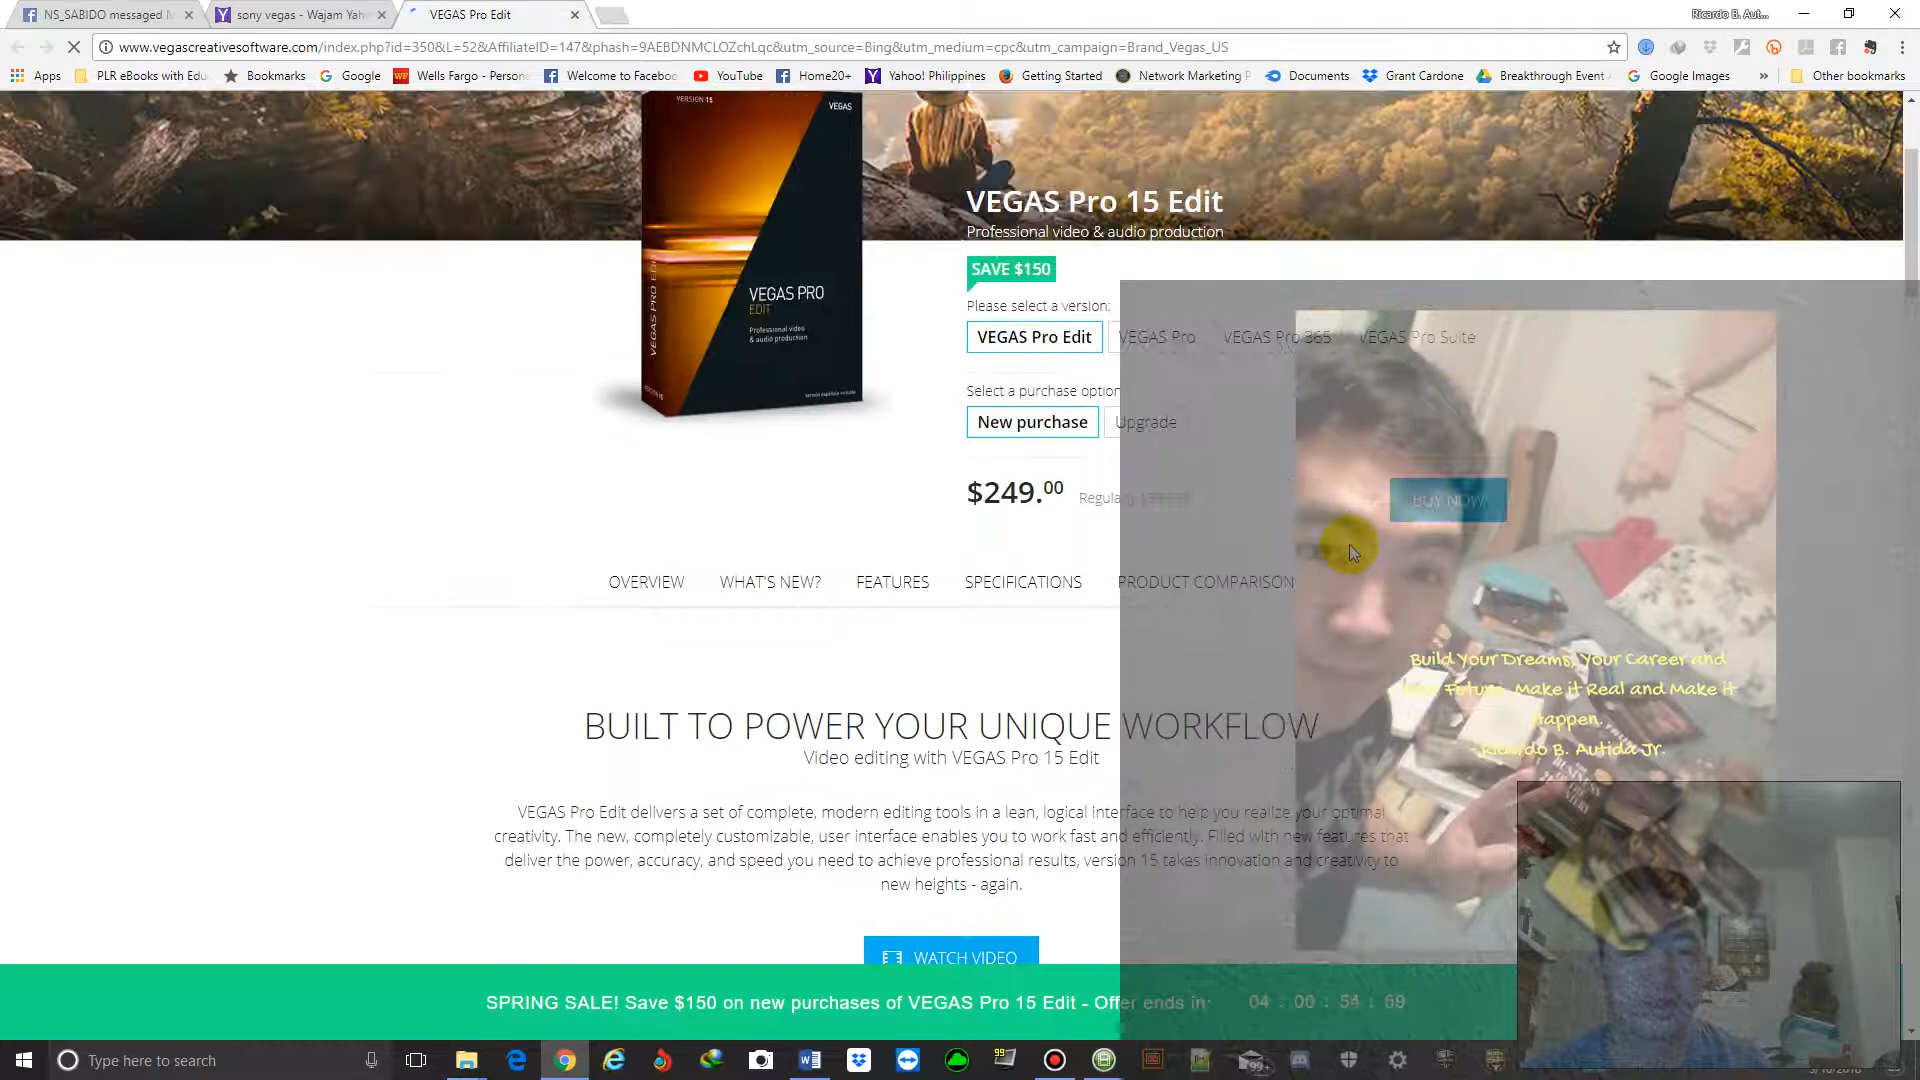 NS_SABIDO messaged
sony vegas - Wajam Yah
VEGAS Pro Edit
Ricardo B. Aut...
www.vegascreativesoftware.com/index.php?id=350&L=52&AffiliateID=147&phash=9AEBDNMCLOZchLqc&utm_source=Bing&utm_medium=cpc&utm_campaign=Brand_Vegas_US
Apps
PLR eBooks with Edu
Bookmarks
Google
Wells Fargo - Persona
Welcome to Faceboo
YouTube
Home20+
Yahoo! Philippines
Getting Started
Network Marketing P
Documents
Grant Cardone
Breakthrough Event
Google Images
»
Other bookmarks
VERSION 15
VEGAS
VEGAS PRO
EDIT
Professional video
& audio production
VEGAS PRO EDIT
VEGAS Pro 15 Edit
Professional video & audio production
SAVE $150
Please select a version:
VEGAS Pro Edit
VEGAS Pro
VEGAS Pro 365
VEGAS Pro Suite
Select a purchase option
New purchase
Upgrade
$249.00
Regularly
BUY NOW
OVERVIEW
WHAT'S NEW?
FEATURES
SPECIFICATIONS
PRODUCT COMPARISON
BUILT TO POWER YOUR UNIQUE WORKFLOW
Video editing with VEGAS Pro 15 Edit
VEGAS Pro Edit delivers a set of complete, modern editing tools in a lean, logical interface to help you realize your optimal
creativity. The new, completely customizable, user interface enables you to work fast and efficiently. Filled with new features that
deliver the power, accuracy, and speed you need to achieve professional results, version 15 takes innovation and creativity to
new heights - again.
WATCH VIDEO
Build Your Dreams, Your Career and
Your Future. Make it Real and Make it
Happen.
-Ricardo B. Autida Jr.
SPRING SALE! Save $150 on new purchases of VEGAS Pro 15 Edit - Offer ends in:
04 : 00 : 54 : 69
Type here to search
99
99+